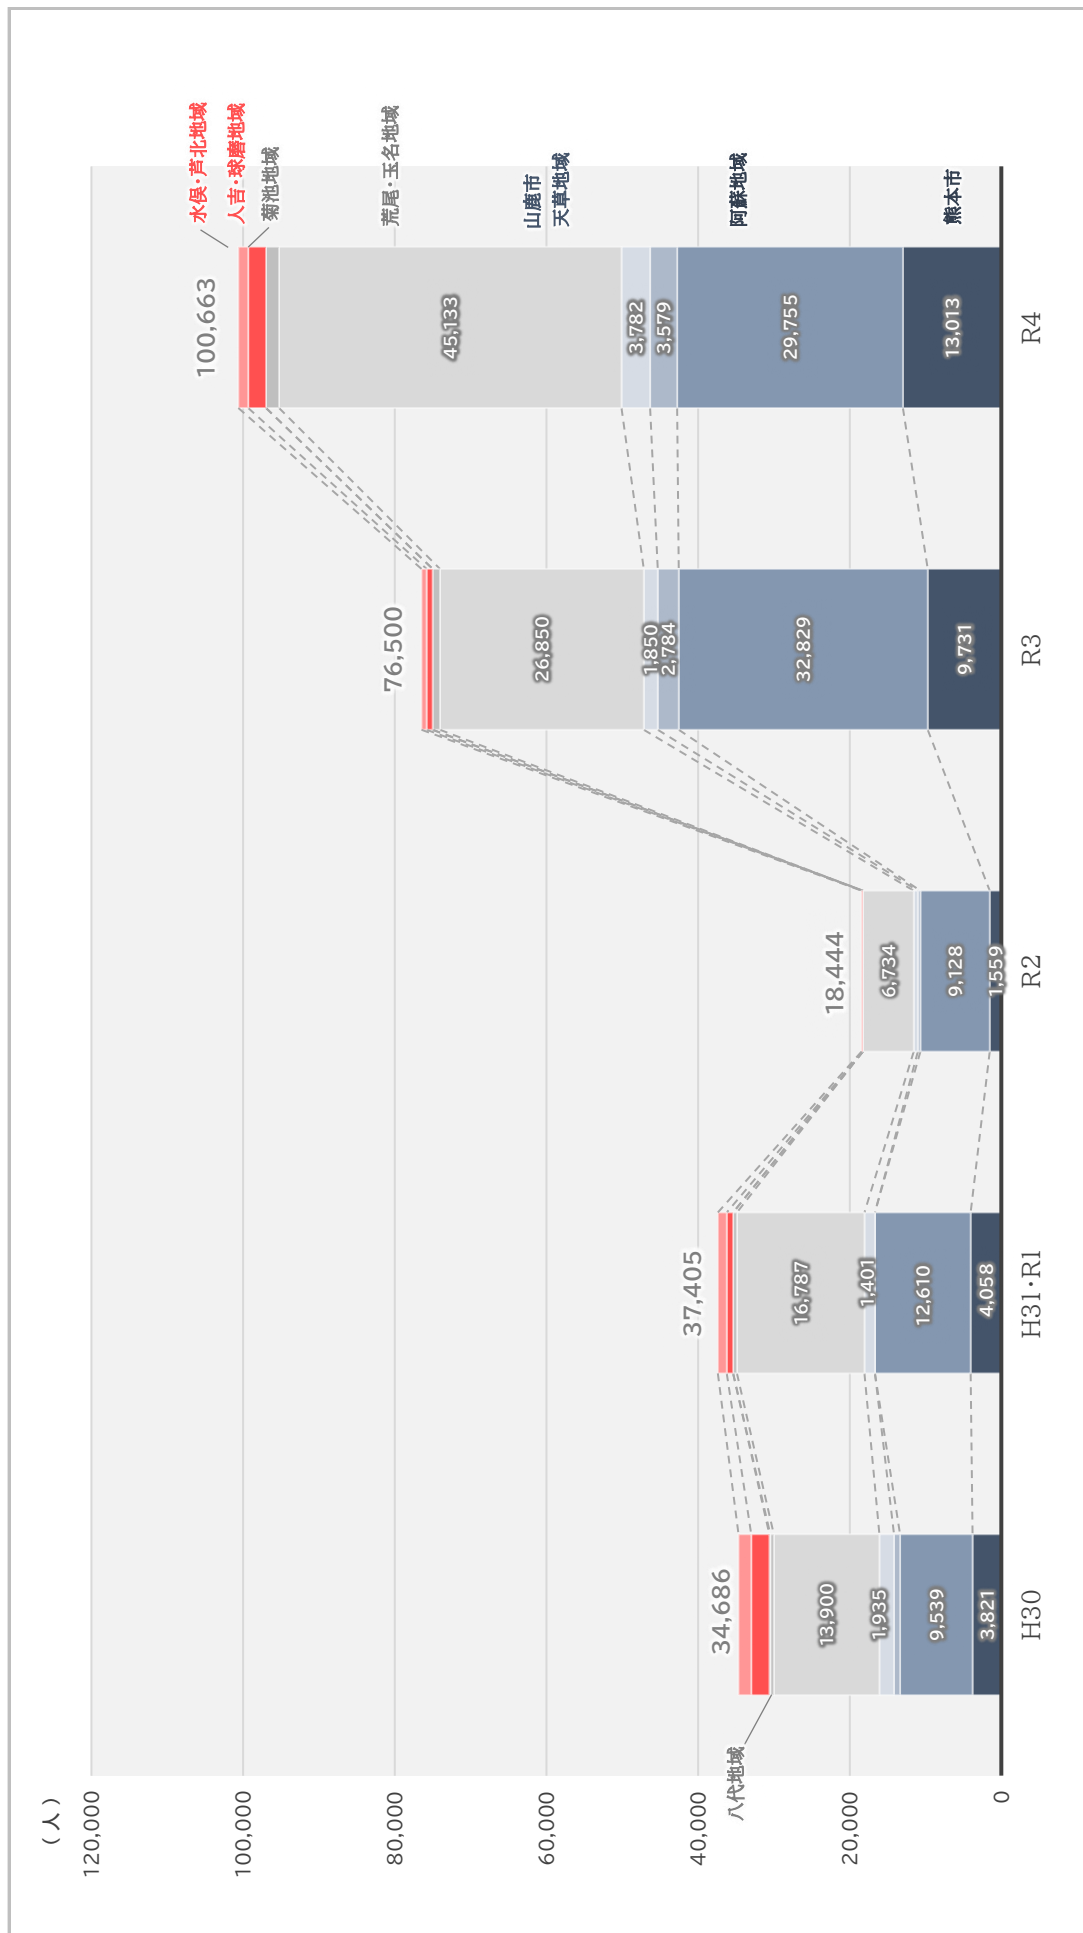 （人）
120,000
100,000
80,000
60,000
40,000
20,000
0
34,686
13,900
1,935
9,539
3,821
八代地域
37,405
16,787
1,401
12,610
4,058
18,444
6,734
9,128
1,559
76,500
26,850
1,850
2,784
32,829
9,731
100,663
45,133
3,782
3,579
29,755
13,013
水俣・芦北地域
人吉・球磨地域
菊池地域
荒尾・玉名地域
山鹿市
天草地域
阿蘇地域
熊本市
H30
H31・R1
R2
R3
R4